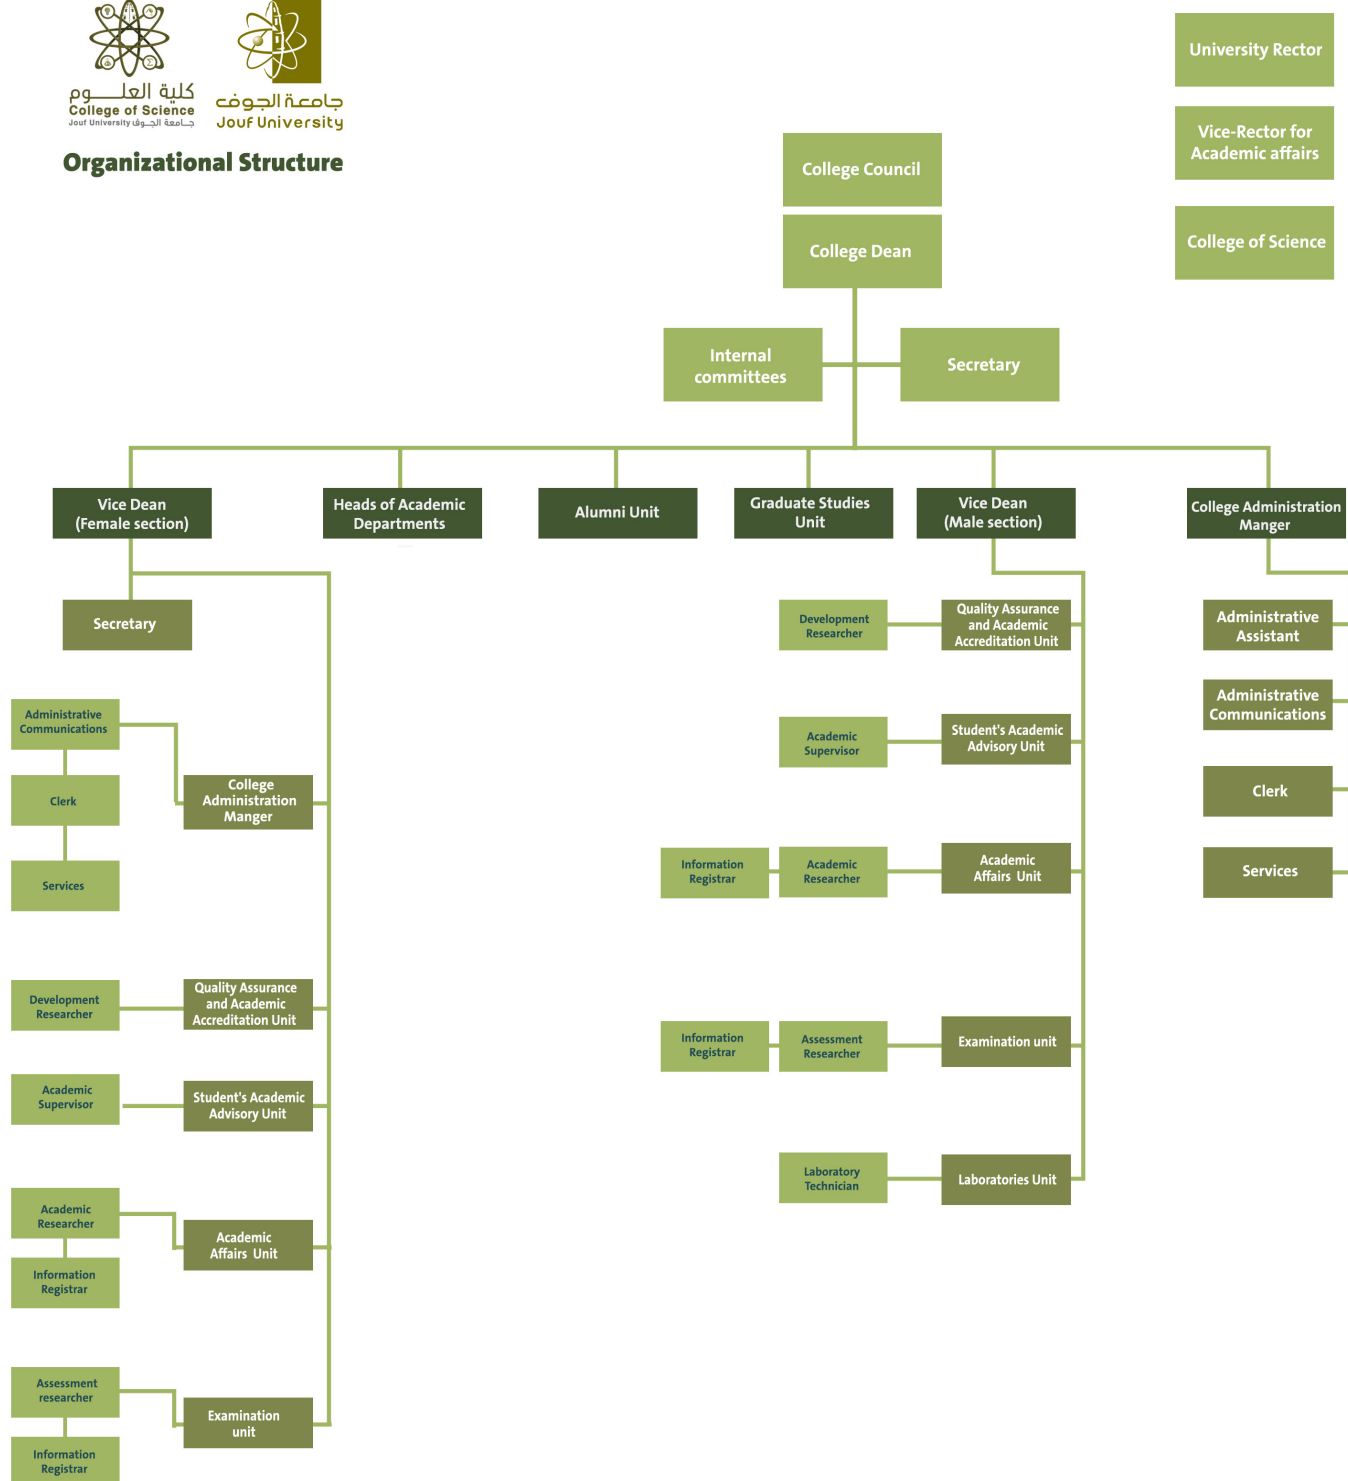 كلية العلـــوم
College of Science
Jouf University جـامعة الجـوف
جامعة الجوف
Jouf University
Organizational Structure
University Rector
Vice-Rector for
Academic affairs
College of Science
College Council
College Dean
Internal
committees
Secretary
Vice Dean
(Female section)
Heads of Academic
Departments
Alumni Unit
Graduate Studies
Unit
Vice Dean
(Male section)
College Administration
Manger
Secretary
Administrative
Communications
Clerk
Services
College
Administration
Manger
Development
Researcher
Quality Assurance
and Academic
Accreditation Unit
Academic
Supervisor
Student's Academic
Advisory Unit
Academic
Researcher
Information
Registrar
Academic
Affairs Unit
Assessment
researcher
Information
Registrar
Examination
unit
Development
Researcher
Quality Assurance
and Academic
Accreditation Unit
Academic
Supervisor
Student's Academic
Advisory Unit
Information
Registrar
Academic
Researcher
Academic
Affairs Unit
Information
Registrar
Assessment
Researcher
Examination unit
Laboratory
Technician
Laboratories Unit
Administrative
Assistant
Administrative
Communications
Clerk
Services